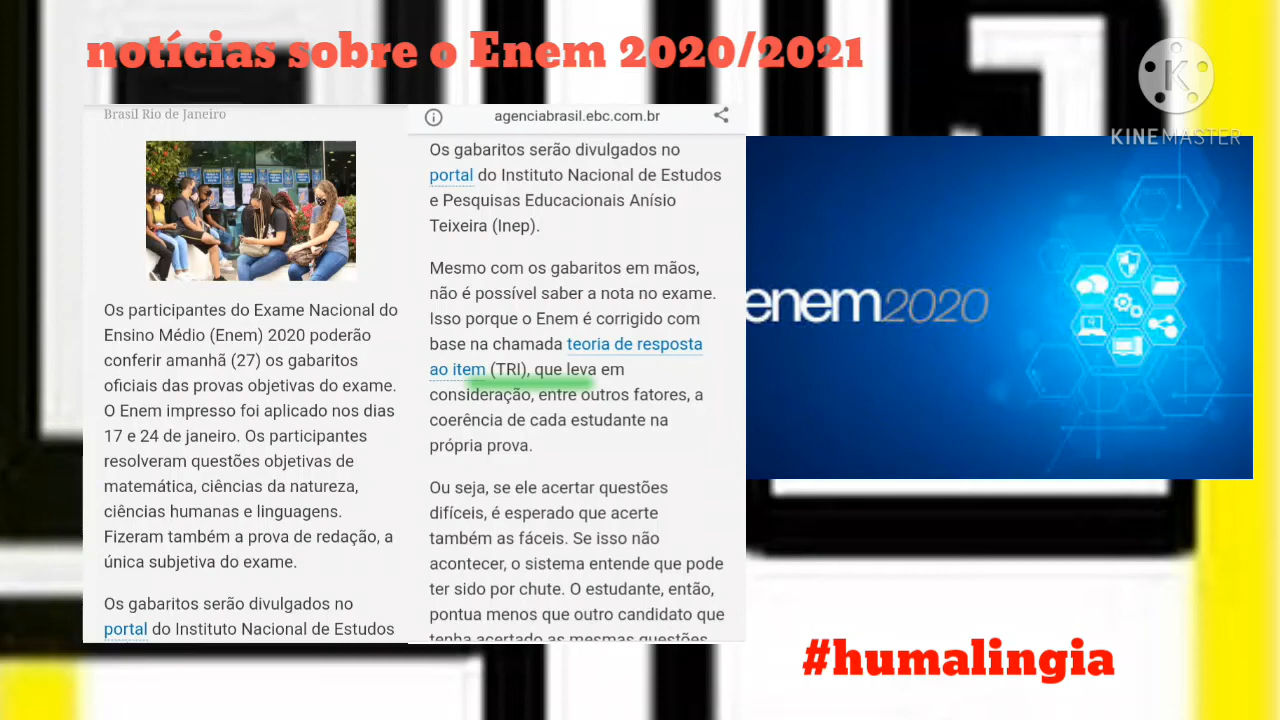 notícias sobre o Enem 2020/2021
Brasil Rio de Janeiro
Os participantes do Exame Nacional do
Ensino Médio (Enem) 2020 poderão
conferir amanhã (27) os gabaritos
oficiais das provas objetivas do exame.
O Enem impresso foi aplicado nos dias
17 e 24 de janeiro. Os participantes
resolveram questões objetivas de
matemática, ciências da natureza,
ciências humanas e linguagens.
Fizeram também a prova de redação, a
única subjetiva do exame.
Os gabaritos serão divulgados no
portal do Instituto Nacional de Estudos
agenciabrasil.ebc.com.br
Os gabaritos serão divulgados no
portal do Instituto Nacional de Estudos
e Pesquisas Educacionais Anísio
Teixeira (Inep).
Mesmo com os gabaritos em mãos,
não é possível saber a nota no exame.
Isso porque o Enem é corrigido com
base na chamada teoria de resposta
ao item (TRI), que leva em
consideração, entre outros fatores, a
coerência de cada estudante na
própria prova.
Ou seja, se ele acertar questões
difíceis, é esperado que acerte
também as fáceis. Se isso não
acontecer, o sistema entende que pode
ter sido por chute. O estudante, então,
pontua menos que outro candidato que
tenha acertado as mesmas questões
K
KINEMASTER
enem2020
#humalingia